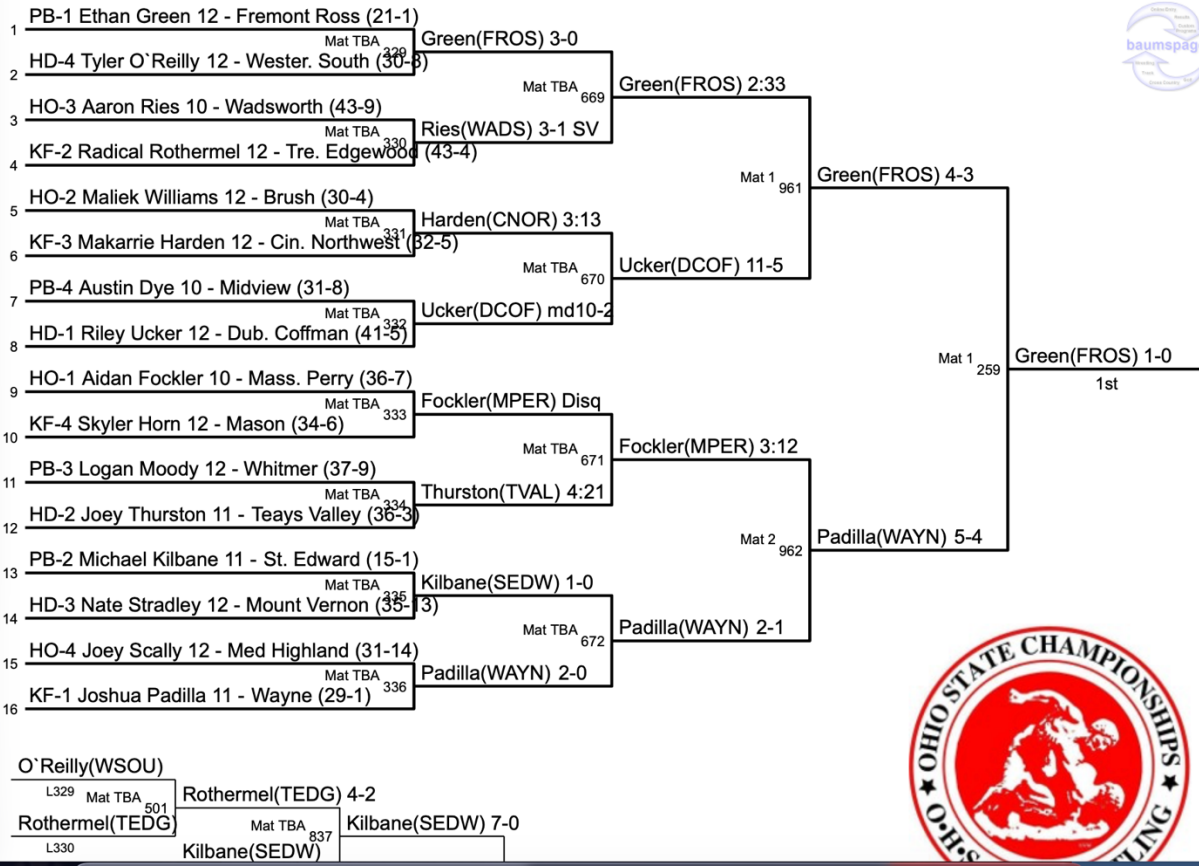 PB-1 Ethan Green 12 - Fremont Ross (21-1)
1
Mat TBA 329
Green(FROS) 3-0
HD-4 Tyler O`Reilly 12 - Wester. South (30-8)
2
Mat TBA 669
Green(FROS) 2:33
HO-3 Aaron Ries 10 - Wadsworth (43-9)
3
Mat TBA 330
Ries(WADS) 3-1 SV
KF-2 Radical Rothermel 12 - Tre. Edgewood (43-4)
4
Mat 1 961
Green(FROS) 4-3
HO-2 Maliek Williams 12 - Brush (30-4)
5
Mat TBA 331
Harden(CNOR) 3:13
KF-3 Makarrie Harden 12 - Cin. Northwest (32-5)
6
Mat TBA 670
Ucker(DCOF) 11-5
PB-4 Austin Dye 10 - Midview (31-8)
7
Mat TBA 332
Ucker(DCOF) md10-2
HD-1 Riley Ucker 12 - Dub. Coffman (41-5)
8
Mat 1 259
Green(FROS) 1-0
1st
HO-1 Aidan Fockler 10 - Mass. Perry (36-7)
9
Mat TBA 333
Fockler(MPER) Disq
KF-4 Skyler Horn 12 - Mason (34-6)
10
Mat TBA 671
Fockler(MPER) 3:12
PB-3 Logan Moody 12 - Whitmer (37-9)
11
Mat TBA 334
Thurston(TVAL) 4:21
HD-2 Joey Thurston 11 - Teays Valley (36-3)
12
Mat 2 962
Padilla(WAYN) 5-4
PB-2 Michael Kilbane 11 - St. Edward (15-1)
13
Mat TBA 335
Kilbane(SEDW) 1-0
HD-3 Nate Stradley 12 - Mount Vernon (35-13)
14
Mat TBA 672
Padilla(WAYN) 2-1
HO-4 Joey Scally 12 - Med Highland (31-14)
15
Mat TBA 336
Padilla(WAYN) 2-0
KF-1 Joshua Padilla 11 - Wayne (29-1)
16
O`Reilly(WSOU)
L329
Mat TBA 501
Rothermel(TEDG) 4-2
Rothermel(TEDG)
L330
Mat TBA 837
Kilbane(SEDW) 7-0
Kilbane(SEDW)
baumspag
OHIO STATE CHAMPIONSHIPS